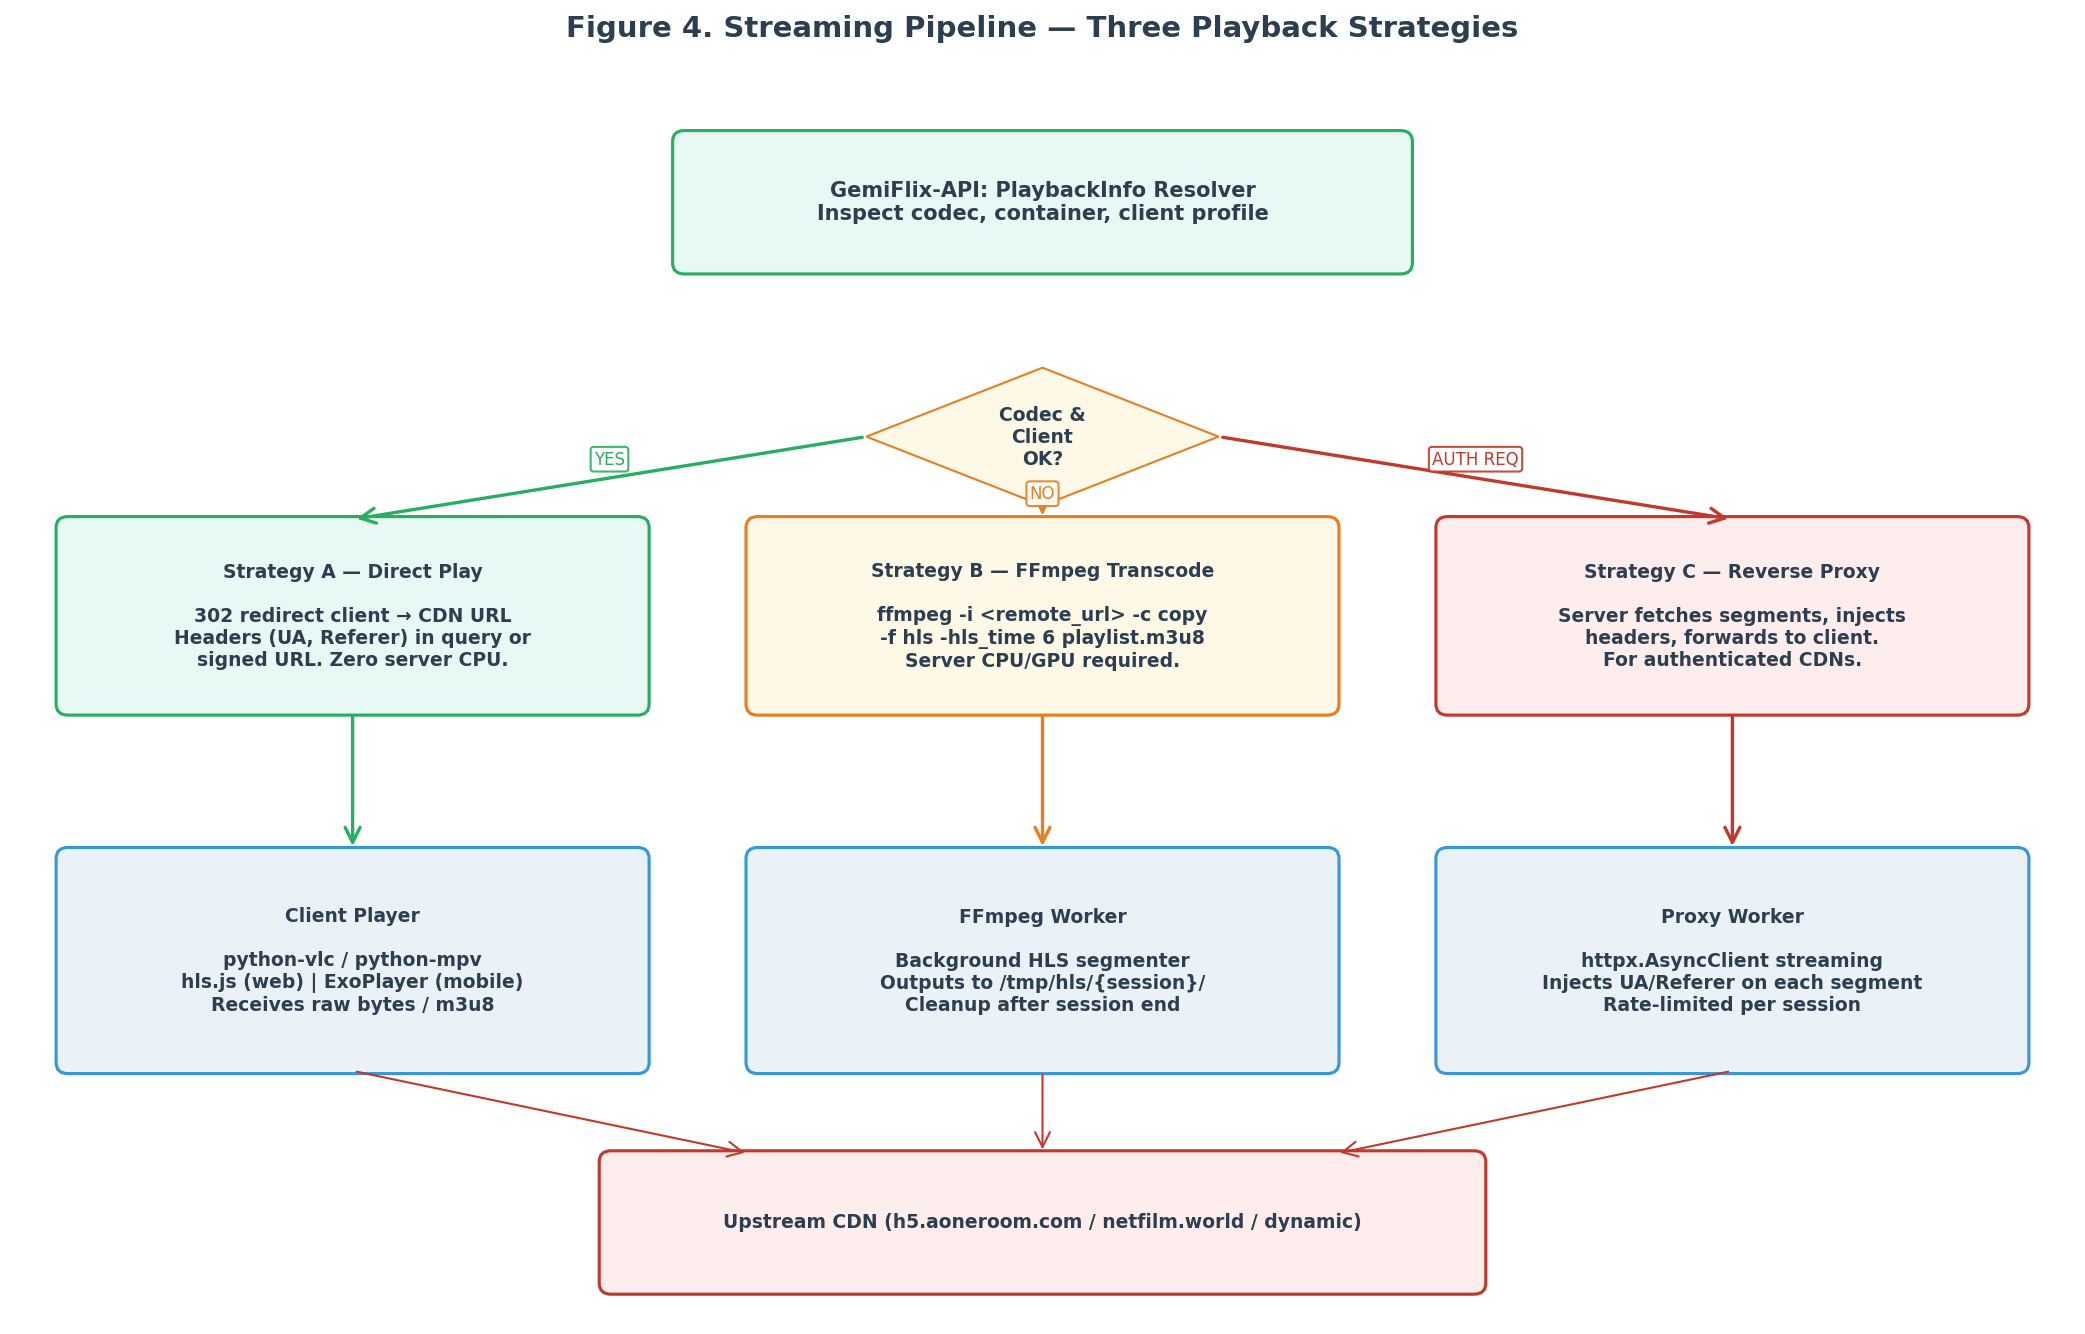 Figure 4. Streaming Pipeline — Three Playback Strategies
GemiFlix-API: PlaybackInfo Resolver
Inspect codec, container, client profile
Codec &
Client
OK?
YES
NO
AUTH REQ
Strategy A — Direct Play
302 redirect client → CDN URL
Headers (UA, Referer) in query or
signed URL. Zero server CPU.
Strategy B — FFmpeg Transcode
ffmpeg -i <remote_url> -c copy
-f hls -hls_time 6 playlist.m3u8
Server CPU/GPU required.
Strategy C — Reverse Proxy
Server fetches segments, injects
headers, forwards to client.
For authenticated CDNs.
Client Player
python-vlc / python-mpv
hls.js (web) | ExoPlayer (mobile)
Receives raw bytes / m3u8
FFmpeg Worker
Background HLS segmenter
Outputs to /tmp/hls/{session}/
Cleanup after session end
Proxy Worker
httpx.AsyncClient streaming
Injects UA/Referer on each segment
Rate-limited per session
Upstream CDN (h5.aoneroom.com / netfilm.world / dynamic)